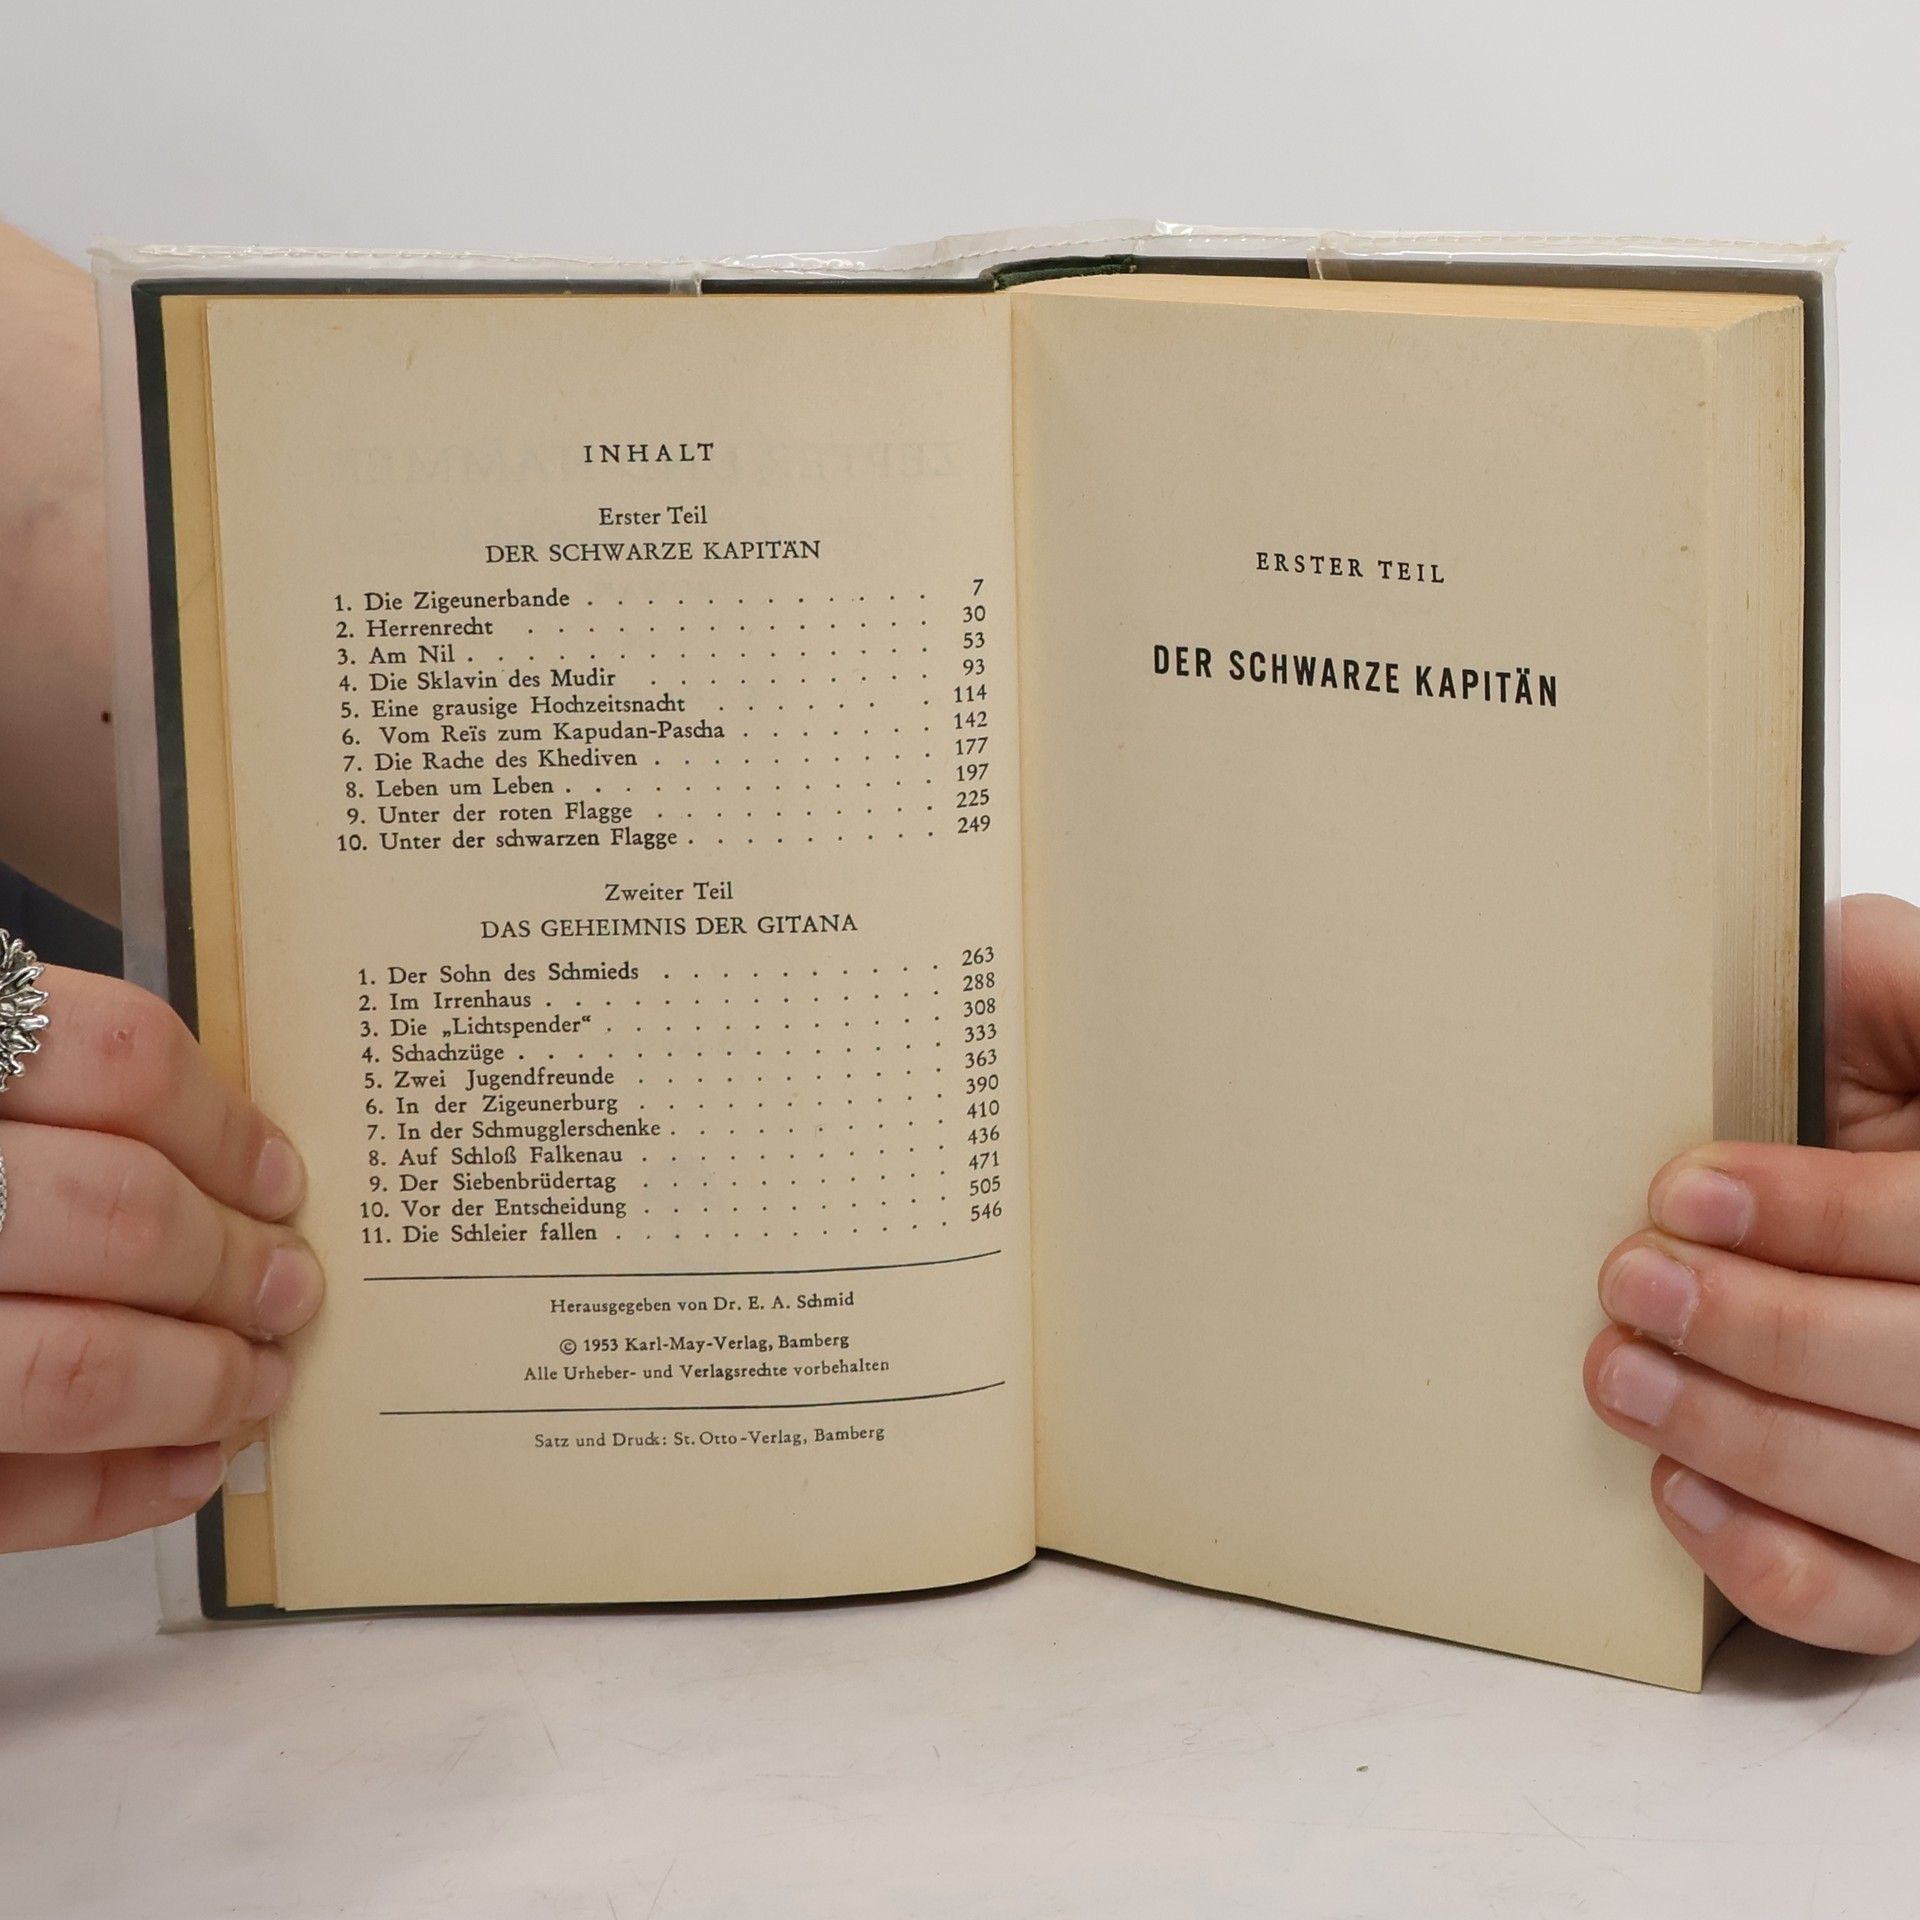 INHALT
Erster Teil
DER SCHWARZE KAPITÄN
1. Die Zigeunerbande . . . . . . . . . . . . 7
2. Herrenrecht . . . . . . . . . . . . . . 30
3. Am Nil . . . . . . . . . . . . . . . . 53
4. Die Sklavin des Mudir . . . . . . . . . . 93
5. Eine grausige Hochzeitsnacht . . . . . . . 114
6. Vom Reïs zum Kapudan-Pascha . . . . . . . 142
7. Die Rache des Khediven . . . . . . . . . . 177
8. Leben um Leben . . . . . . . . . . . . . 197
9. Unter der roten Flagge . . . . . . . . . . 225
10. Unter der schwarzen Flagge . . . . . . . . . 249
Zweiter Teil
DAS GEHEIMNIS DER GITANA
1. Der Sohn des Schmieds . . . . . . . . . . 263
2. Im Irrenhaus . . . . . . . . . . . . . . 288
3. Die „Lichtspender“ . . . . . . . . . . . . 308
4. Schachzüge . . . . . . . . . . . . . . . 333
5. Zwei Jugendfreunde . . . . . . . . . . . 363
6. In der Zigeunerburg . . . . . . . . . . . 390
7. In der Schmugglerschenke . . . . . . . . . . 410
8. Auf Schloß Falkenau . . . . . . . . . . . 436
9. Der Siebenbrüdertag . . . . . . . . . . . 471
10. Vor der Entscheidung . . . . . . . . . . . 505
11. Die Schleier fallen . . . . . . . . . . . . 546
Herausgegeben von Dr. E. A. Schmid
© 1953 Karl-May-Verlag, Bamberg
Alle Urheber- und Verlagsrechte vorbehalten
Satz und Druck: St. Otto-Verlag, Bamberg
ERSTER TEIL
DER SCHWARZE KAPITÄN